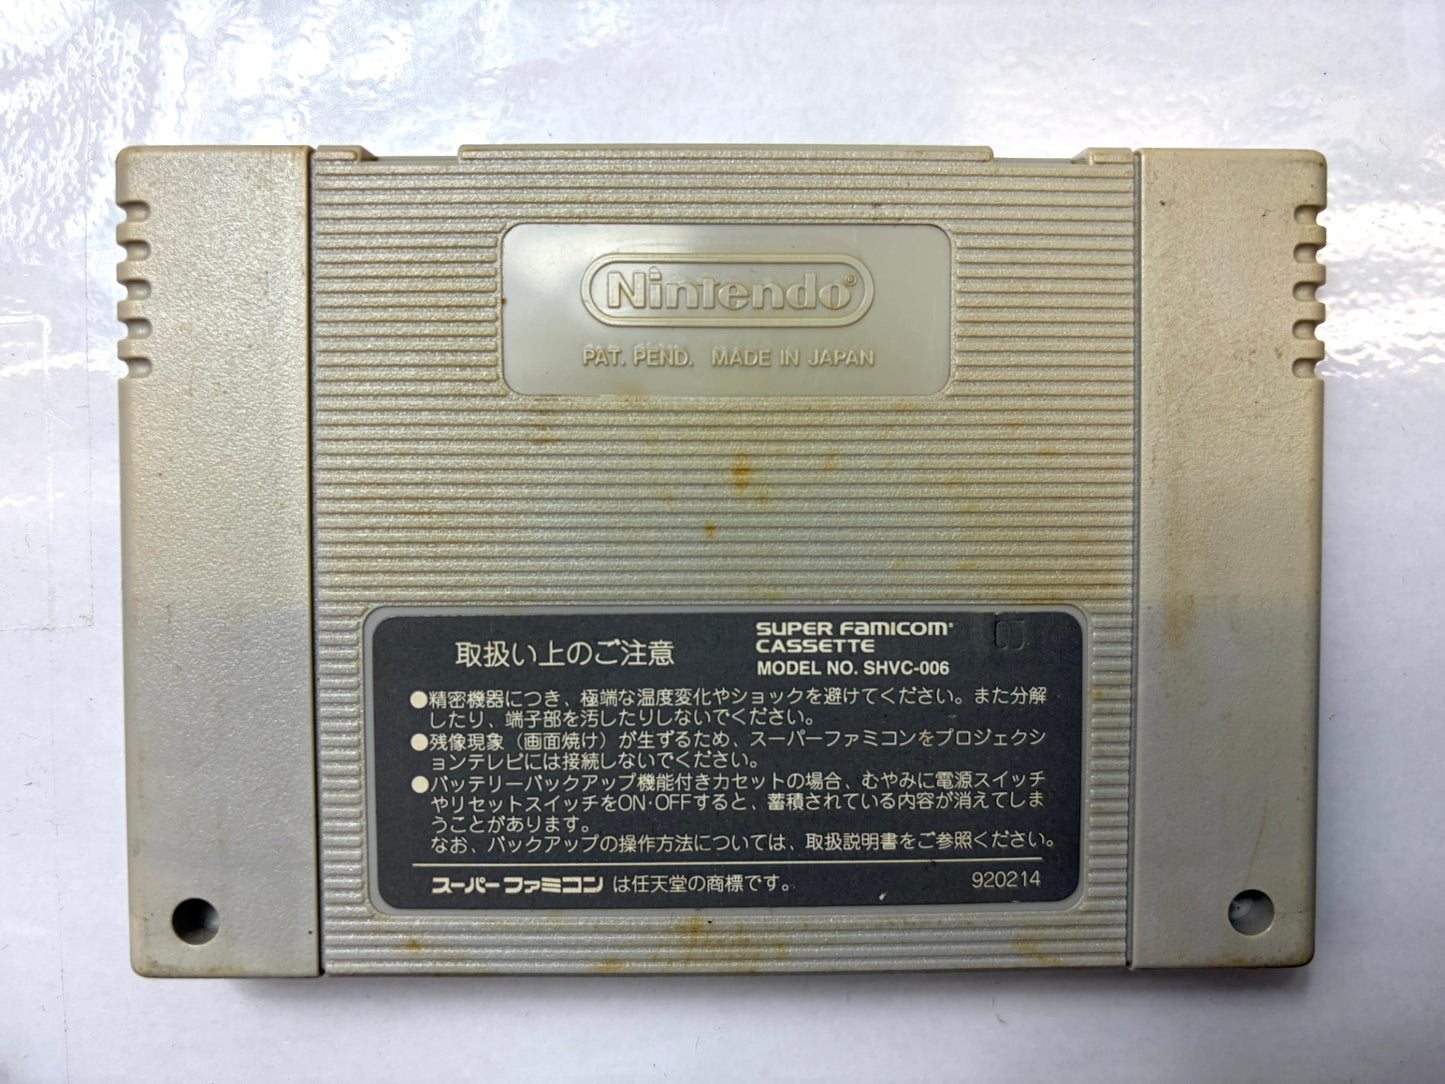 Nintendo®
PAT. PEND. MADE IN JAPAN
取扱い上のご注意
SUPER FAMICOM
CASSETTE
MODEL NO. SHVC-006
●精密機器につき、極端な温度変化やショックを避けてください。また分解
したり、端子部を汚したりしないでください。
●残像現象（画面焼け）が生ずるため、スーパーファミコンをプロジェクシ
ョンテレビには接続しないでください。
●バッテリーバックアップ機能付きカセットの場合、むやみに電源スイッチ
やリセットスイッチをON·OFFすると、蓄積されている内容が消えてしま
うことがあります。
なお、バックアップの操作方法については、取扱説明書をご参照ください。
スーパーファミコン は任天堂の商標です。
920214